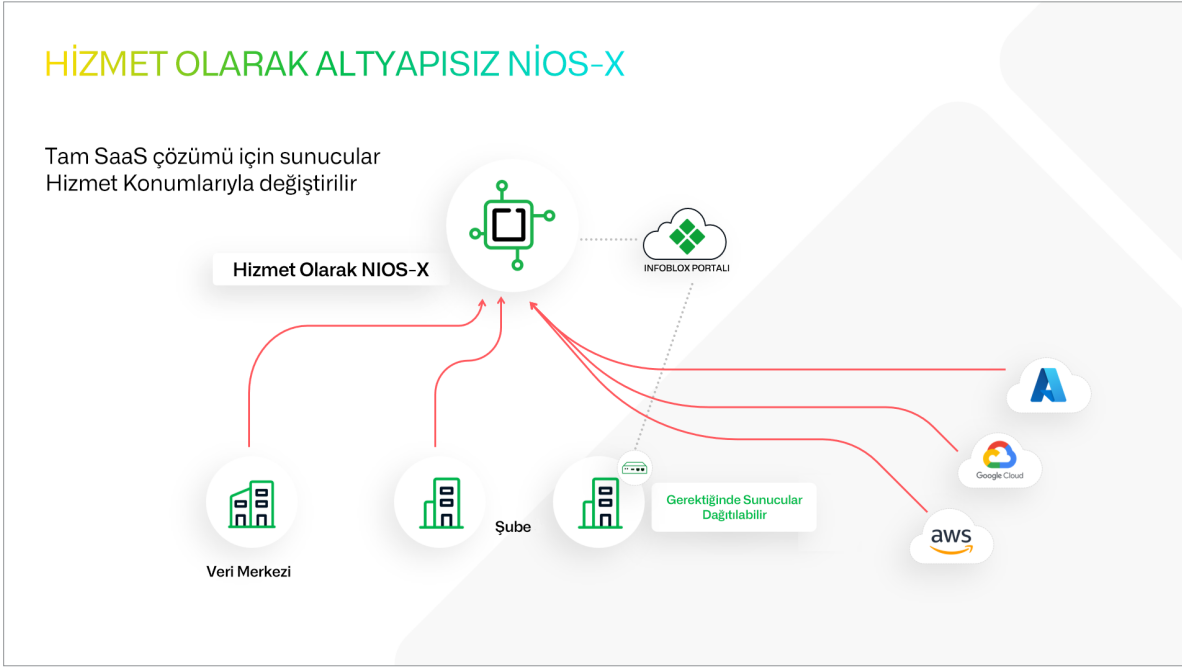 HİZMET OLARAK ALTYAPISIZ NİOS-X
Tam SaaS çözümü için sunucular
Hizmet Konumlarıyla değiştirilir
Hizmet Olarak NIOS-X
INFOBLOX PORTALI
Google Cloud
Gerektiğinde Sunucular
Dağıtılabilir
Şube
aws
Veri Merkezi